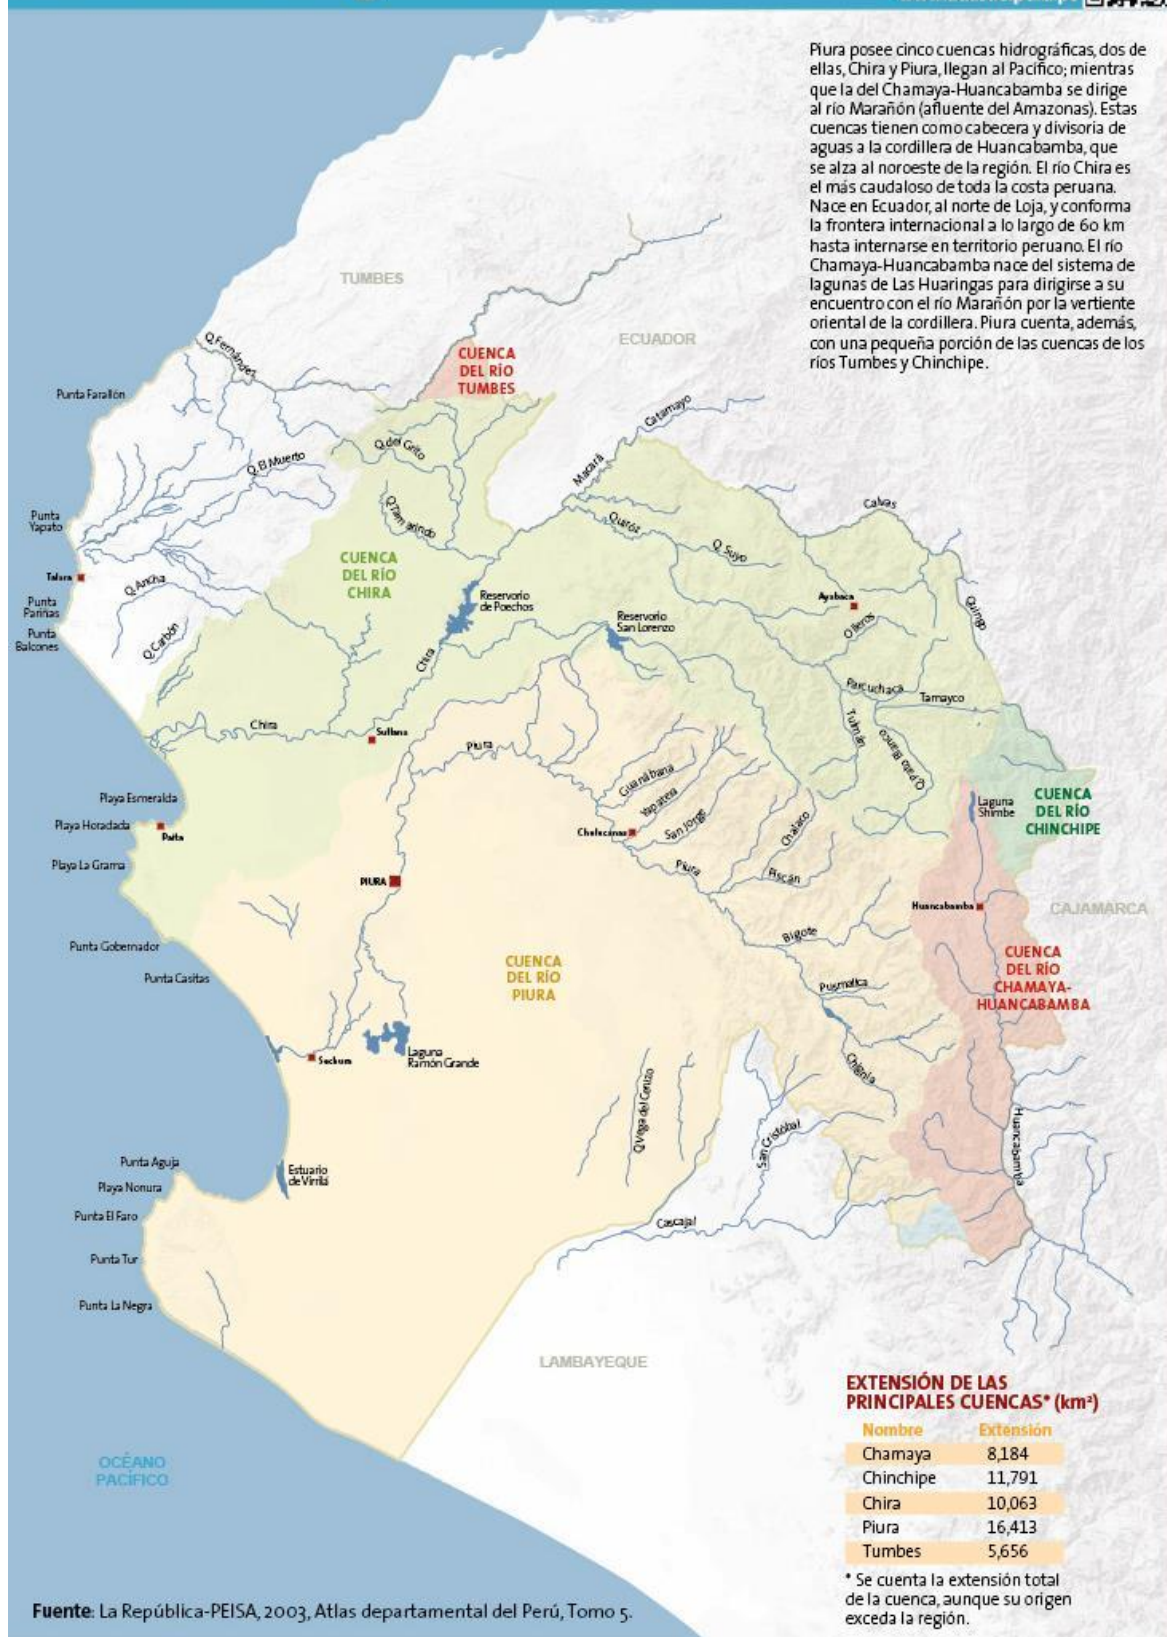 Piura posee cinco cuencas hidrográficas, dos de
ellas, Chira y Piura, llegan al Pacífico; mientras
que la del Chamaya-Huancabamba se dirige
al río Marañón (afluente del Amazonas). Estas
cuencas tienen como cabecera y divisoria de
aguas a la cordillera de Huancabamba, que
se alza al noroeste de la región. El río Chira es
el más caudaloso de toda la costa peruana.
Nace en Ecuador, al norte de Loja, y conforma
la frontera internacional a lo largo de 60 km
hasta internarse en territorio peruano. El río
Chamaya-Huancabamba nace del sistema de
lagunas de Las Huaringas para dirigirse a su
encuentro con el río Marañón por la vertiente
oriental de la cordillera. Piura cuenta, además,
con una pequeña porción de las cuencas de los
ríos Tumbes y Chinchipe.
TUMBES
ECUADOR
Q. Fernández
CUENCA
DEL RÍO
TUMBES
Punta Farallón
Catamayo
Q. del Grito
Q. El Muerto
Macará
Calvas
Q. Tamarindo
Punta
Yapato
Quiróz
Q. Suyo
CUENCA
DEL RÍO
CHIRA
Talara
Q. Ancha
Reservorio
de Poechos
Ayabaca
Quingo
Punta
Pariñas
Punta
Balcones
Reservorio
San Lorenzo
Olleros
Q. Carbón
Chira
Parcuchaca
Tamayco
Chira
Sullana
Tulmán
Q. Palo Blanco
Piura
Guanábana
Yapatera
San Jorge
Playa Esmeralda
Laguna
Shimbe
CUENCA
DEL RÍO
CHINCHIPE
Playa Horadada
Paita
Chulucanas
Chalaco
Playa La Grama
PIURA
Piura
Piscán
Huancabamba
CAJAMARCA
Punta Gobernador
Bigote
Punta Casitas
CUENCA
DEL RÍO
PIURA
CUENCA
DEL RÍO
CHAMAYA-
HUANCABAMBA
Pusmalca
Sechura
Laguna
Ramón Grande
Chignia
Q. Vega del Cenizo
San Cristóbal
Huancabamba
Punta Aguja
Estuario
de Virrilá
Playa Nonura
Punta El Faro
Cascajal
Punta Tur
Punta La Negra
LAMBAYEQUE
OCÉANO
PACÍFICO
EXTENSIÓN DE LAS
PRINCIPALES CUENCAS* (km²)
Nombre Extensión
Chamaya 8,184
Chinchipe 11,791
Chira 10,063
Piura 16,413
Tumbes 5,656
* Se cuenta la extensión total
de la cuenca, aunque su origen
exceda la región.
Fuente: La República-PEISA, 2003, Atlas departamental del Perú, Tomo 5.